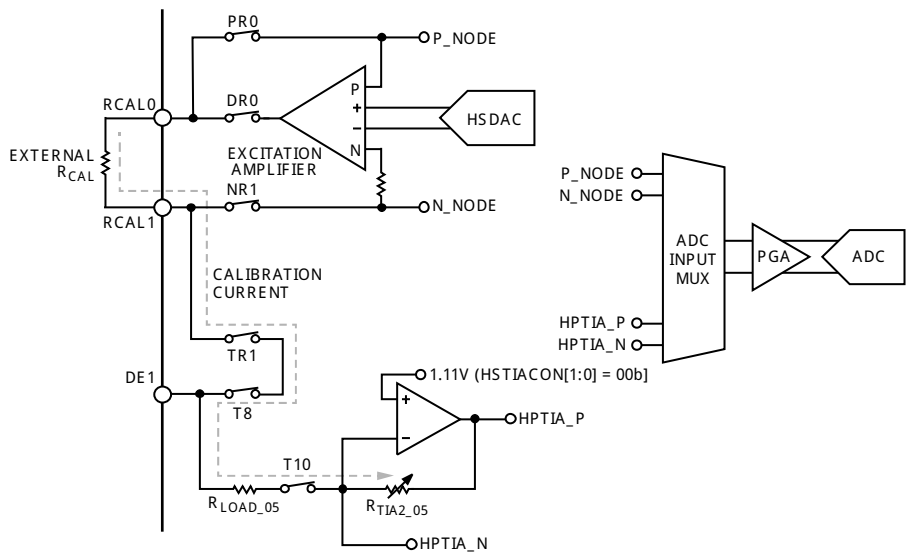 PR0
P_NODE
RCAL0
DR0
P
+
−
N
HSDAC
EXTERNAL
RCAL
EXCITATION
AMPLIFIER
NR1
N_NODE
RCAL1
P_NODE
N_NODE
ADC
INPUT
MUX
PGA
ADC
HPTIA_P
HPTIA_N
CALIBRATION
CURRENT
TR1
DE1
T8
1.11V (HSTIACON[1:0] = 00b]
+
−
HPTIA_P
T10
RLOAD_05
RTIA2_05
HPTIA_N